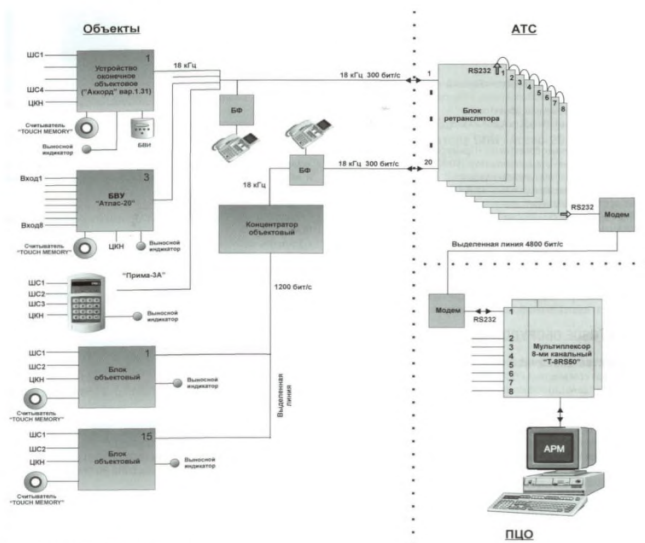 Объекты
АТС
ШС1
ШС4
ЦКН
1
Устройство
оконечное
объектовое
("Аккорд" вар.1.31)
Считыватель
"TOUCH MEMORY"
Выносной
индикатор
БВИ
18 кГц
БФ
18 кГц 300 бит/с
1
20
RS232
1
2
3
4
5
6
7
8
Блок
ретранслятора
БФ
18 кГц 300 бит/с
18 кГц
RS232
Модем
Вход1
Вход8
3
БВУ
"Атлас-20"
Считыватель
"TOUCH MEMORY"
ЦКН
Выносной
индикатор
Концентратор
объектовый
Выделенная линия 4800 бит/с
"Прима-3А"
ШС1
ШС2
ШС3
ЦКН
Выносной
индикатор
1200 бит/с
Модем
RS232
1
2
3
4
5
6
7
8
Мультиплексор
8-ми канальный
"T-8RS50"
ШС1
ШС2
ЦКН
1
Блок
объектовый
Выносной
индикатор
Считыватель
"TOUCH MEMORY"
Выделенная
линия
ШС1
ШС2
ЦКН
15
Блок
объектовый
Выносной
индикатор
Считыватель
"TOUCH MEMORY"
АРМ
ПЦО